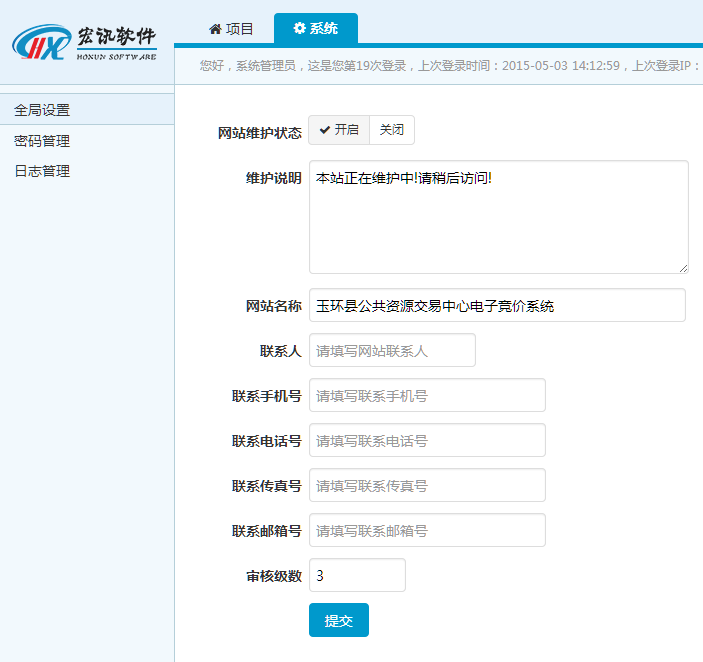 宏讯软件
HONXUN SOFTWARE
项目
系统
您好，系统管理员，这是您第19次登录，上次登录时间：2015-05-03 14:12:59，上次登录IP：
全局设置
密码管理
日志管理
网站维护状态 开启 关闭
维护说明 本站正在维护中!请稍后访问!
网站名称 玉环县公共资源交易中心电子竞价系统
联系人 请填写网站联系人
联系手机号 请填写联系手机号
联系电话号 请填写联系电话号
联系传真号 请填写联系传真号
联系邮箱号 请填写联系邮箱号
审核级数 3
提交